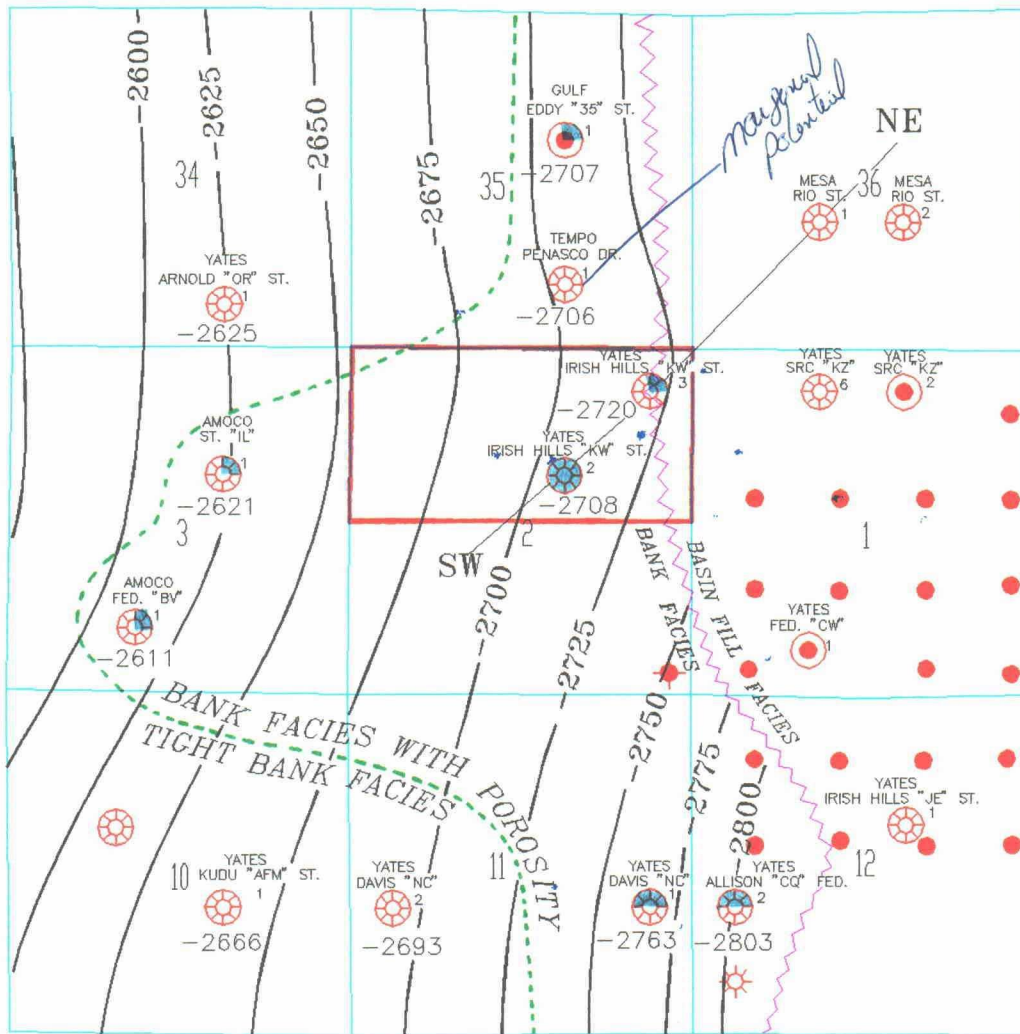 -2600
-2625
-2650
-2675
GULF
EDDY "35" ST.
1
-2707
marginal
potential
NE
34
35
36
MESA
RIO ST.
1
MESA
RIO ST.
2
YATES
ARNOLD "OR" ST.
1
-2625
TEMPO
PENASCO DR.
1
-2706
YATES
IRISH HILLS "KW" ST.
3
-2720
YATES
SRC "KZ"
6
YATES
SRC "KZ"
2
AMOCO
ST. "IL"
1
-2621
YATES
IRISH HILLS "KW" ST.
2
-2708
3
2
1
SW
BANK FACIES
BASIN FILL FACIES
AMOCO
FED. "BV"
1
-2611
YATES
FED. "CW"
1
-2700
-2725
-2750
-2775
-2800
BANK FACIES WITH POROSITY
TIGHT BANK FACIES
YATES
IRISH HILLS "JE" ST.
1
10
11
12
YATES
KUDU "AFM" ST.
1
-2666
YATES
DAVIS "NC"
2
-2693
YATES
DAVIS "NC"
1
-2763
YATES
ALLISON "CQ" FED.
2
-2803